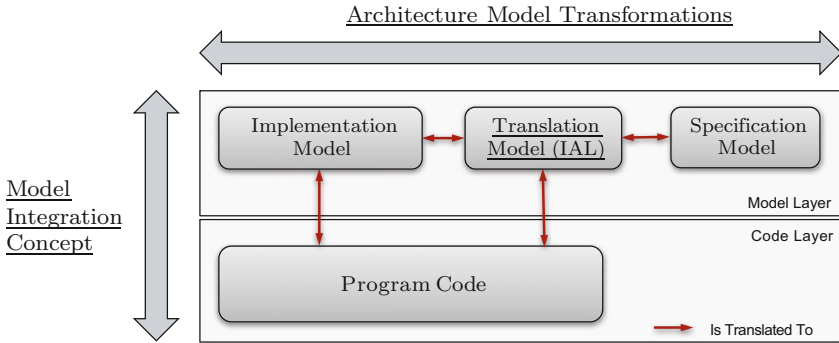 Architecture Model Transformations
Implementation
Model
Translation
Model (IAL)
Specification
Model
Model
Integration
Concept
Model Layer
Code Layer
Program Code
Is Translated To